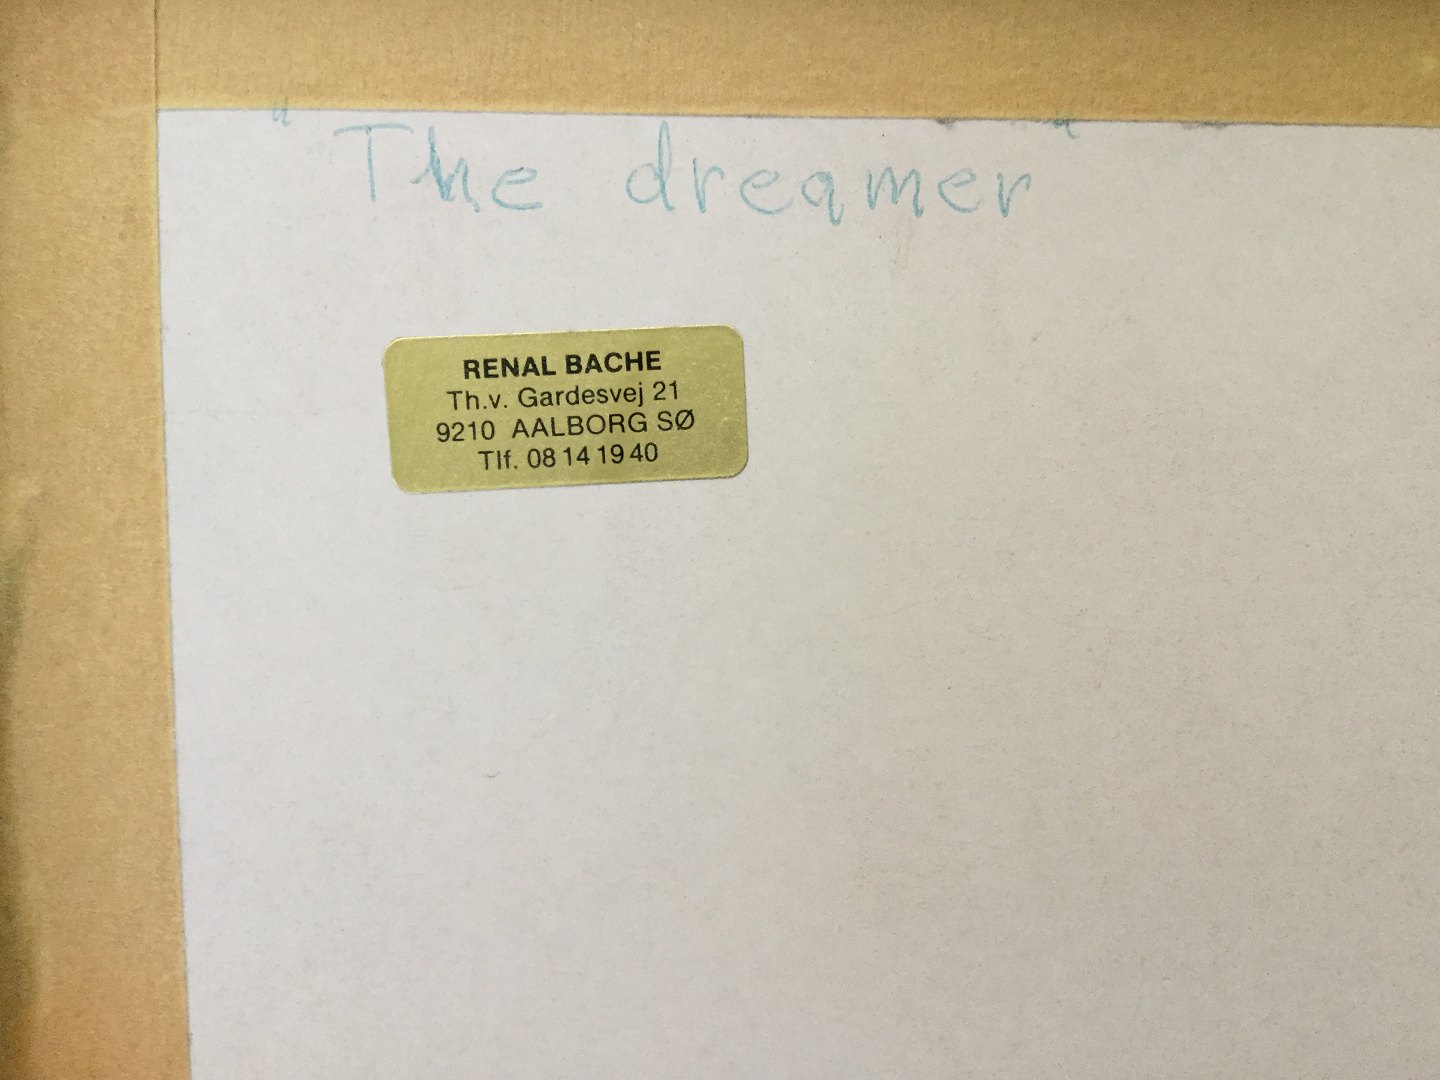 "The dreamer"
RENAL BACHE
Th.v. Gardesvej 21
9210 AALBORG SØ
Tlf. 08 14 19 40